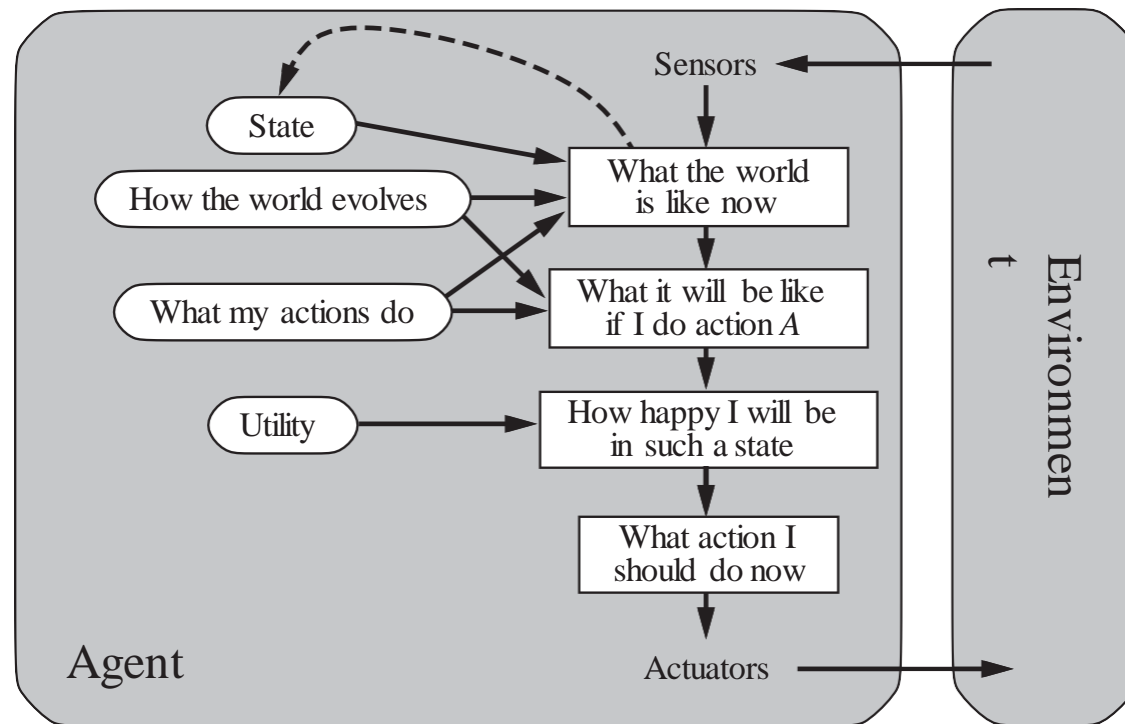 Sensors
State
What the world
is like now
How the world evolves
What it will be like
if I do action A
What my actions do
How happy I will be
in such a state
Utility
What action I
should do now
Agent
Actuators
Environmen
t